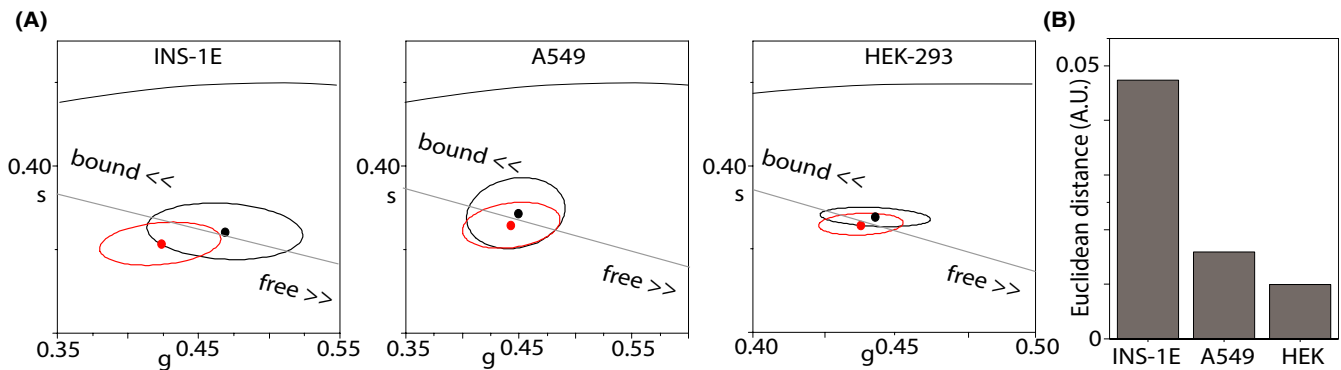 (A)
INS-1E
A549
HEK-293
(B)
0.40
s
bound <<
free >>
0.35
g
0.45
0.55
0.40
s
bound <<
free >>
0.35
g
0.45
0.55
0.40
s
bound <<
free >>
0.40
g
0.45
0.50
Euclidean distance (A.U.)
0.05
0
INS-1E
A549
HEK